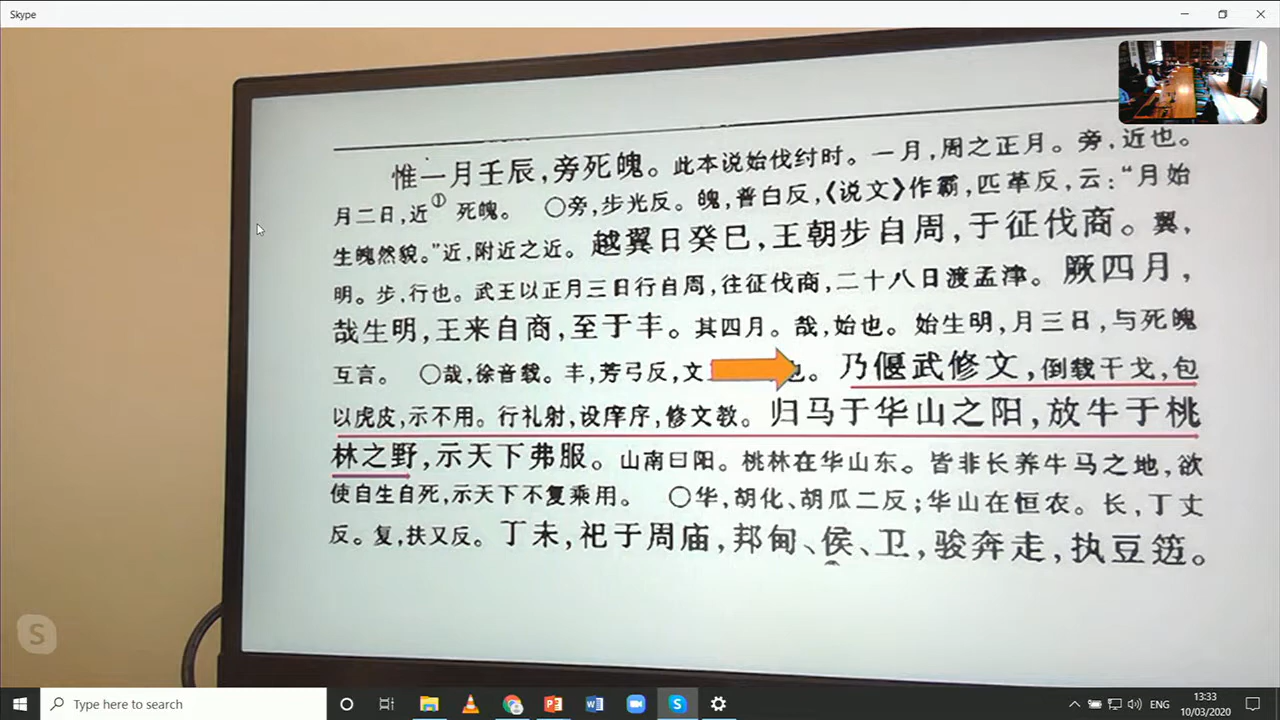 Skype
惟一月壬辰，旁死魄。此本说始伐纣时。一月，周之正月。旁，近也。
月二日，近①死魄。　〇旁，步光反。魄，普白反，《说文》作霸，匹革反，云：“月始
生魄然貌。”近，附近之近。越翼日癸巳，王朝步自周，于征伐商。翼，
明。步，行也。武王以正月三日行自周，往征伐商，二十八日渡孟津。厥四月，
哉生明，王来自商，至于丰。其四月。哉，始也。始生明，月三日，与死魄
互言。　〇哉，徐音载。丰，芳弓反，文 也。乃偃武修文，倒载干戈，包
以虎皮，示不用。行礼射，设庠序，修文教。归马于华山之阳，放牛于桃
林之野，示天下弗服。山南曰阳。桃林在华山东。皆非长养牛马之地，欲
使自生自死，示天下不复乘用。　〇华，胡化、胡瓜二反；华山在恒农。长，丁丈
反。复，扶又反。丁未，祀于周庙，邦甸、侯、卫，骏奔走，执豆笾。
S
Type here to search
ENG
13:33
10/03/2020